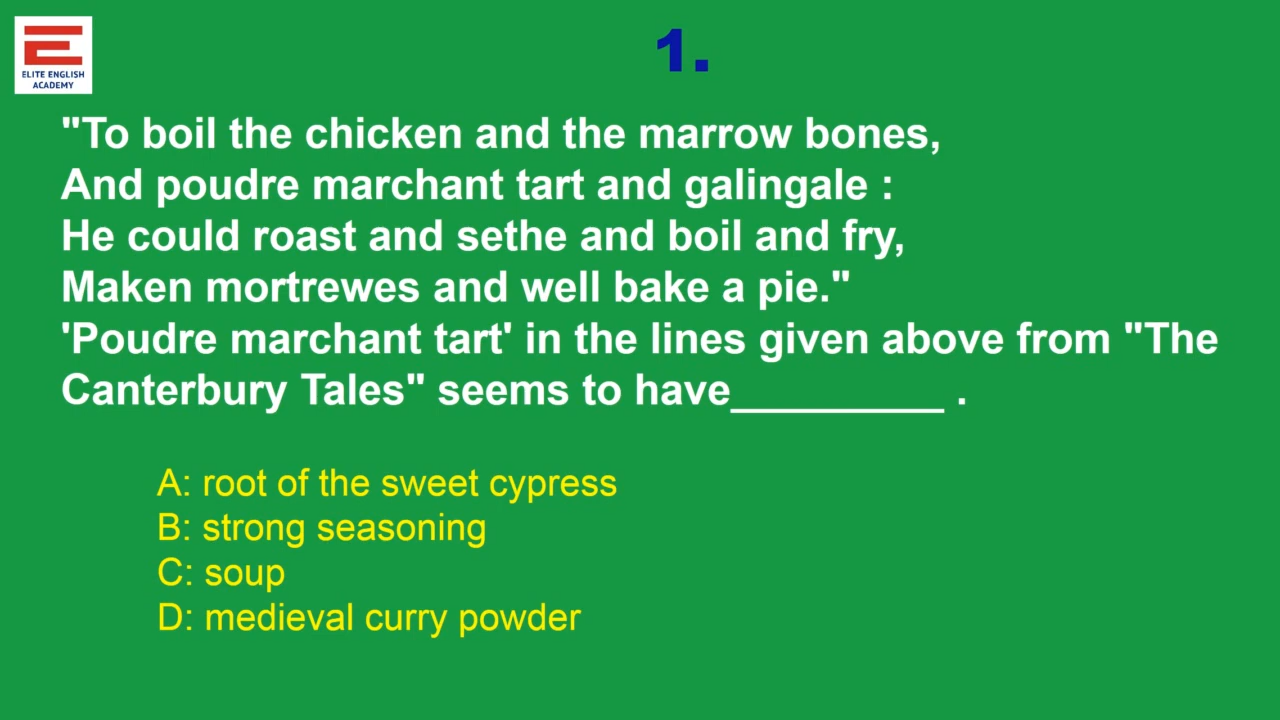 ELITE ENGLISH
ACADEMY
1.
"To boil the chicken and the marrow bones,
And poudre marchant tart and galingale :
He could roast and sethe and boil and fry,
Maken mortrewes and well bake a pie."
'Poudre marchant tart' in the lines given above from "The
Canterbury Tales" seems to have_________ .
A: root of the sweet cypress
B: strong seasoning
C: soup
D: medieval curry powder